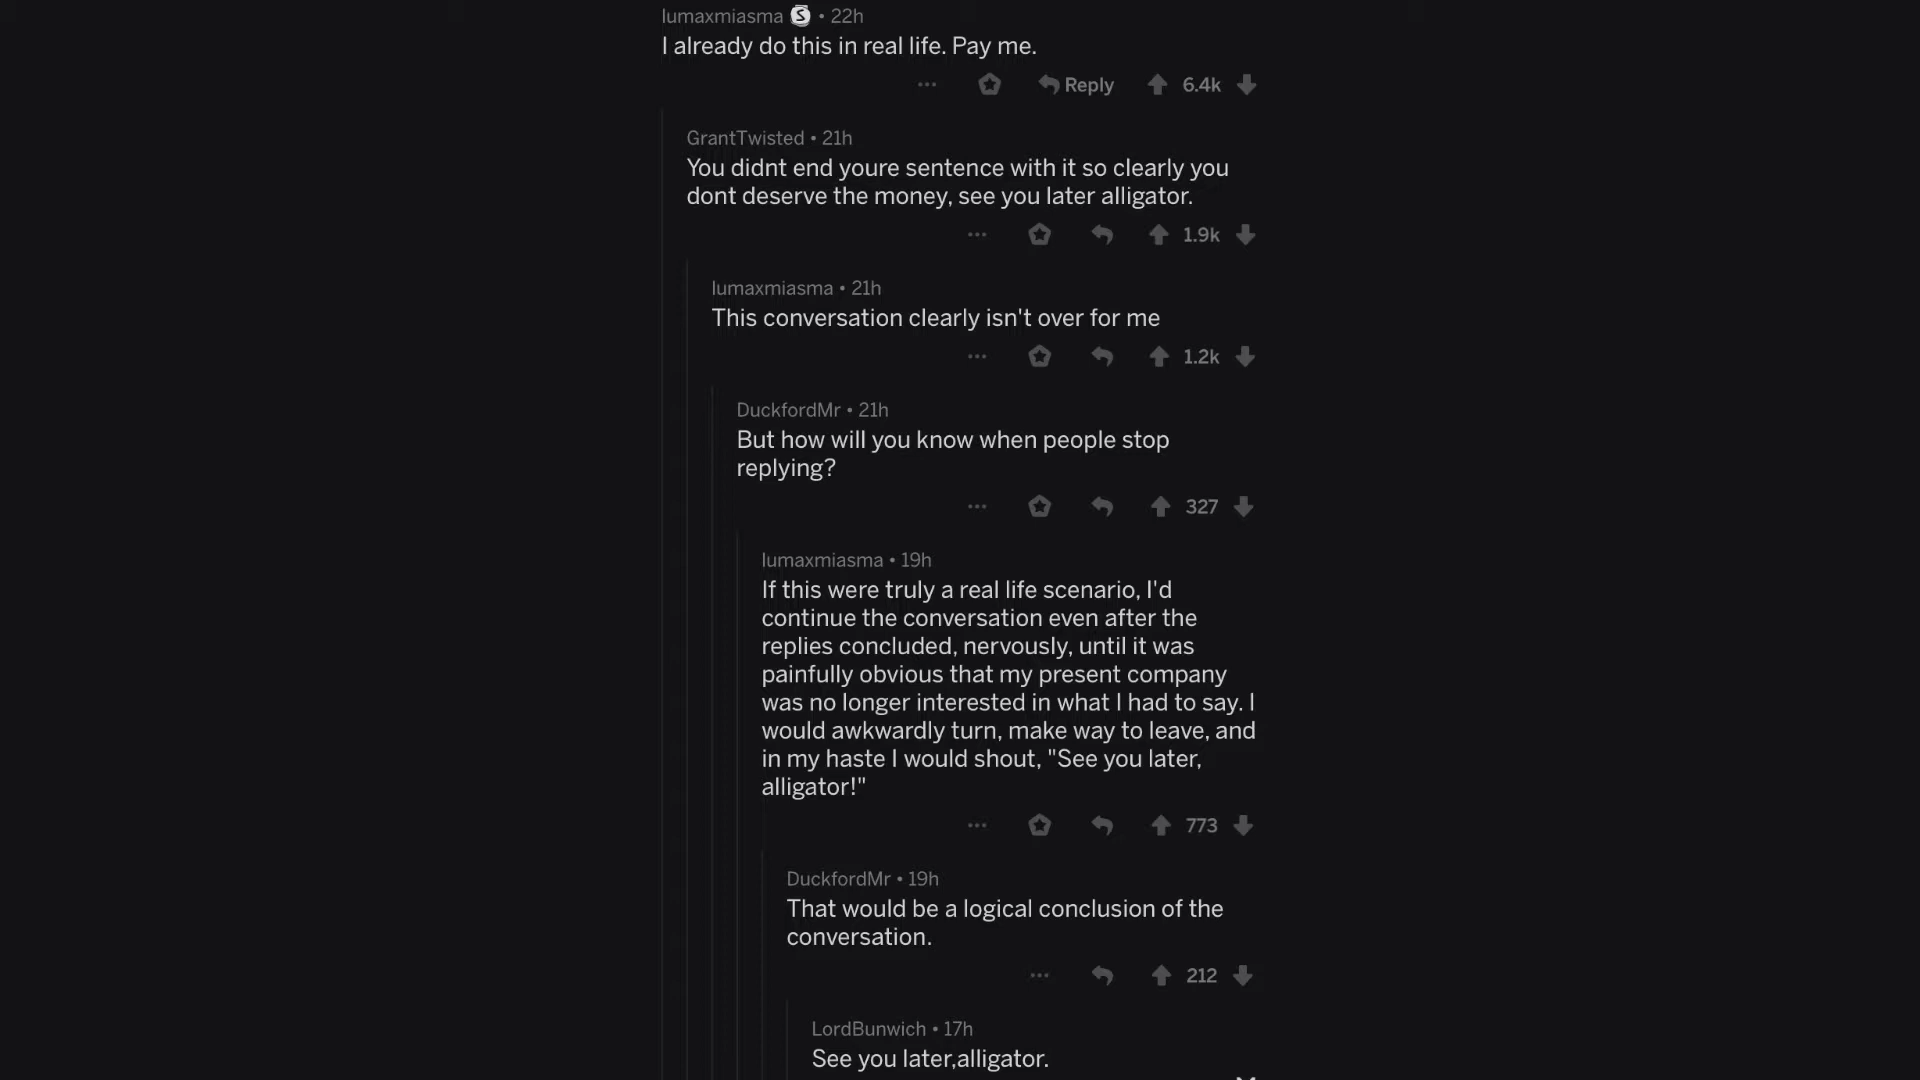 lumaxmiasma S • 22h
I already do this in real life. Pay me.
... Reply 6.4k
GrantTwisted • 21h
You didnt end youre sentence with it so clearly you
dont deserve the money, see you later alligator.
... 1.9k
lumaxmiasma • 21h
This conversation clearly isn't over for me
... 1.2k
DuckfordMr • 21h
But how will you know when people stop
replying?
... 327
lumaxmiasma • 19h
If this were truly a real life scenario, I'd
continue the conversation even after the
replies concluded, nervously, until it was
painfully obvious that my present company
was no longer interested in what I had to say. I
would awkwardly turn, make way to leave, and
in my haste I would shout, "See you later,
alligator!"
... 773
DuckfordMr • 19h
That would be a logical conclusion of the
conversation.
... 212
LordBunwich • 17h
See you later,alligator.